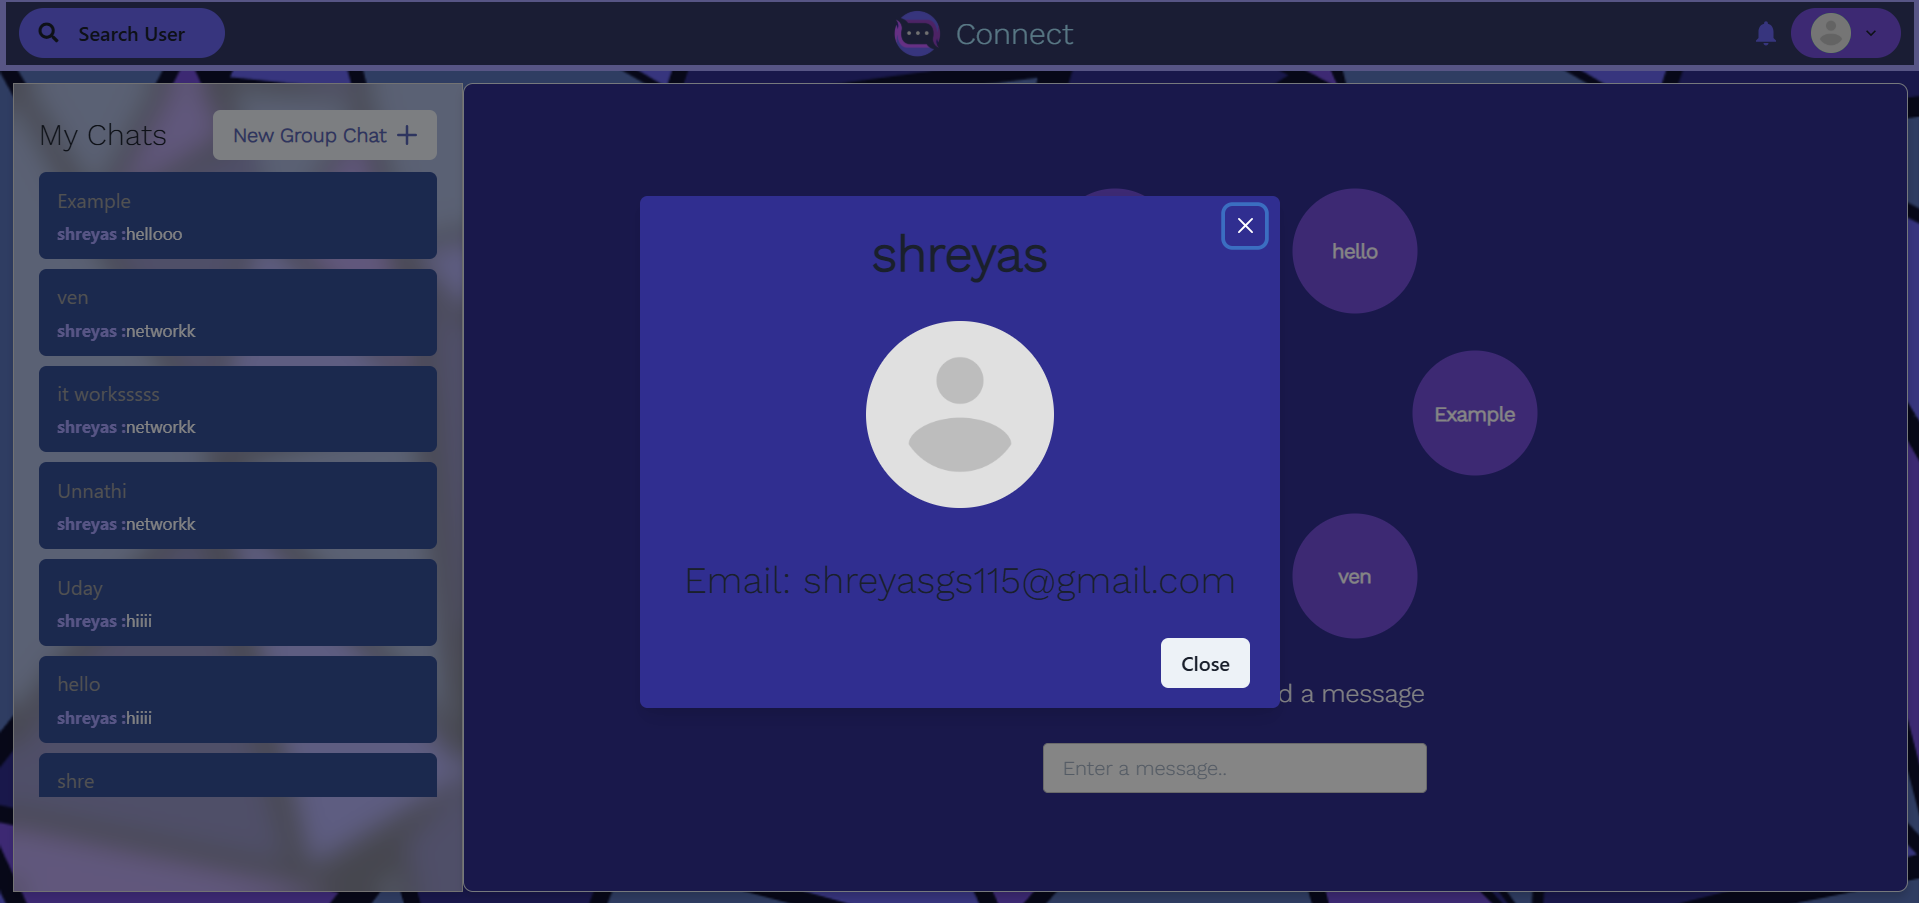 Search User
Connect
My Chats
New Group Chat
Example
shreyas :hellooo
ven
shreyas :networkk
it worksssss
shreyas :networkk
Unnathi
shreyas :networkk
Uday
shreyas :hiiii
hello
shreyas :hiiii
shre
shreyas
Email: shreyasgs115@gmail.com
Close
hello
Example
ven
a message
Enter a message..